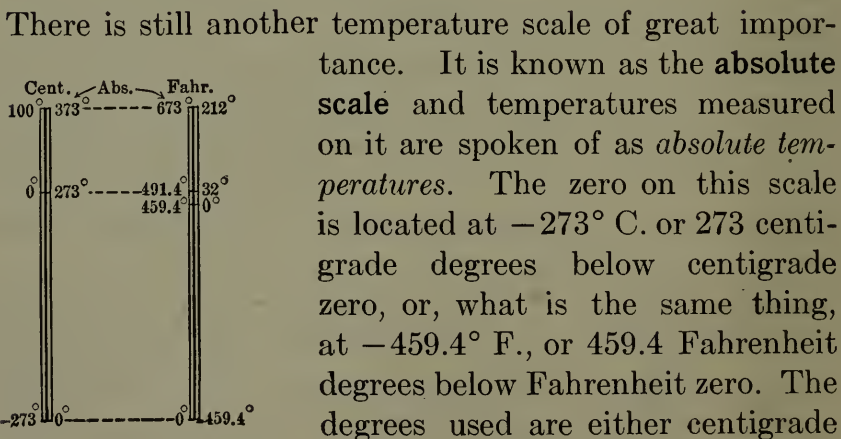 There is still another temperature scale of great impor-
tance. It is known as the absolute
scale and temperatures measured
on it are spoken of as absolute tem-
peratures. The zero on this scale
is located at −273° C. or 273 centi-
grade degrees below centigrade
zero, or, what is the same thing,
at −459.4° F., or 459.4 Fahrenheit
degrees below Fahrenheit zero. The
degrees used are either centigrade
Cent. Abs. Fahr.
100° 373° 673° 212°
0° 273° 491.4° 32°
459.4° 0°
−273° 0° 0° −459.4°